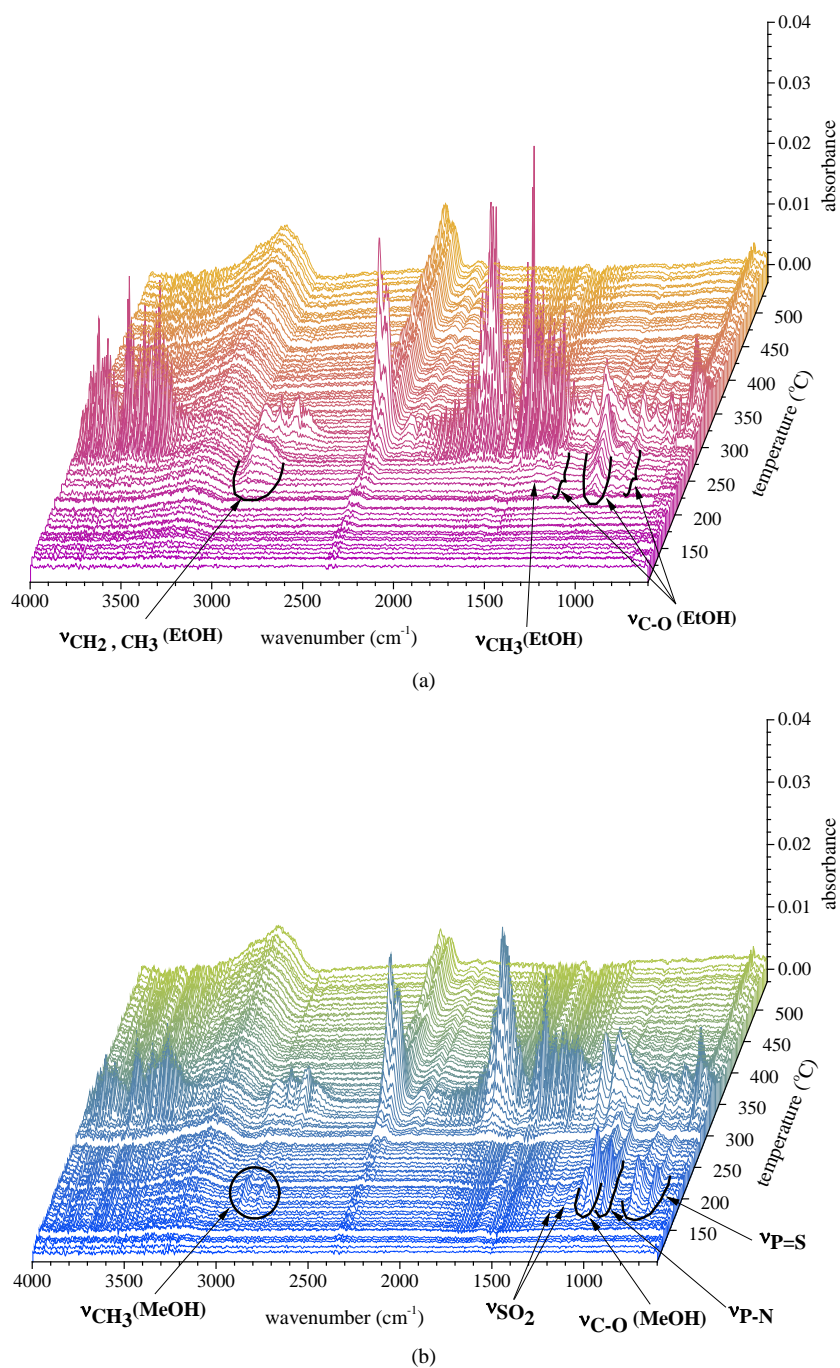 0.04
0.03
0.02
0.01
0.00
absorbance
500
450
400
350
300
250
200
150
temperature (°C)
4000 3500 3000 2500 2000 1500 1000
νCH2 , CH3 (EtOH)
wavenumber (cm-1)
νCH3(EtOH)
νC-O (EtOH)
(a)
0.04
0.03
0.02
0.01
0.00
absorbance
500
450
400
350
300
250
200
150
temperature (°C)
νP=S
4000 3500 3000 2500 2000 1500 1000
νCH3(MeOH)
wavenumber (cm-1)
νSO2
νC-O (MeOH)
νP-N
(b)